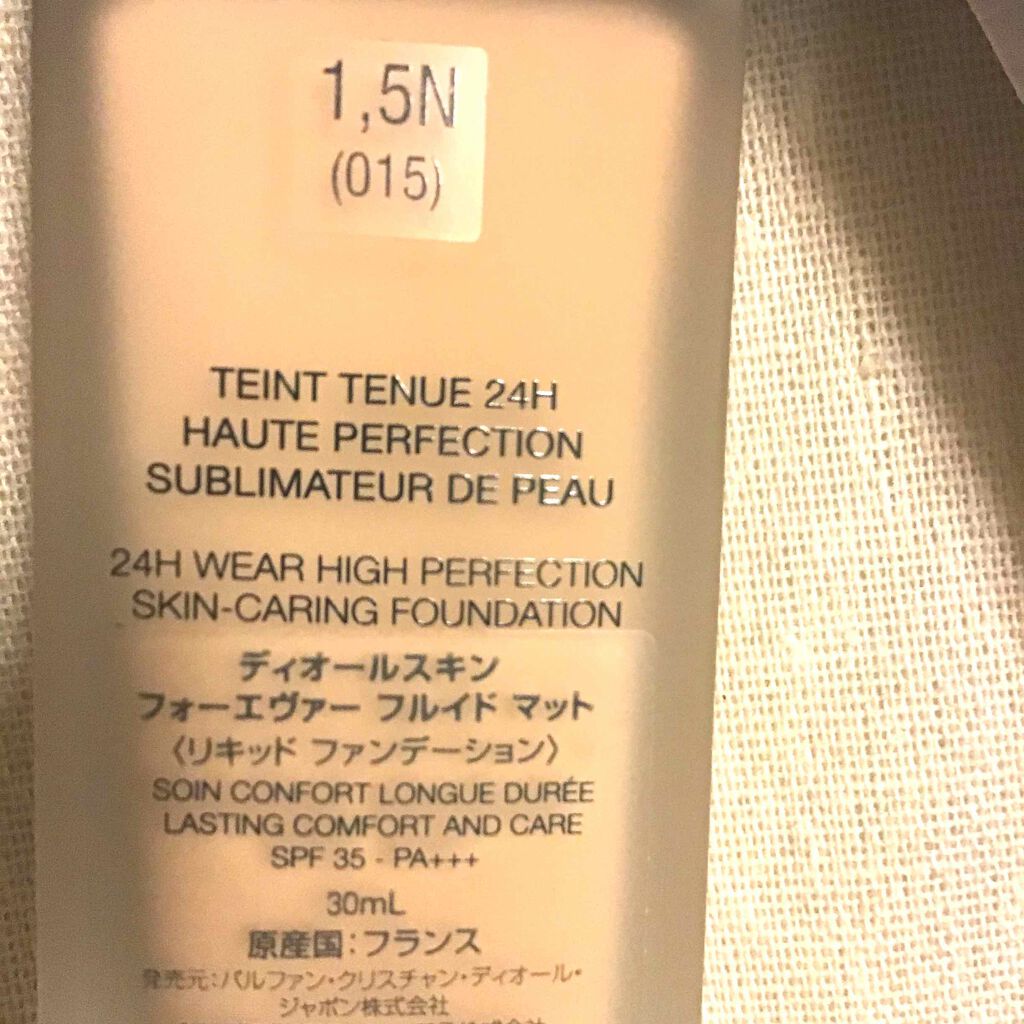 1,5N
(015)
TEINT TENUE 24H
HAUTE PERFECTION
SUBLIMATEUR DE PEAU
24H WEAR HIGH PERFECTION
SKIN-CARING FOUNDATION
ディオールスキン
フォーエヴァー フルイド マット
〈リキッド ファンデーション〉
SOIN CONFORT LONGUE DURÉE
LASTING COMFORT AND CARE
SPF 35 - PA+++
30mL
原産国:フランス
発売元:パルファン・クリスチャン・ディオール・
ジャポン株式会社